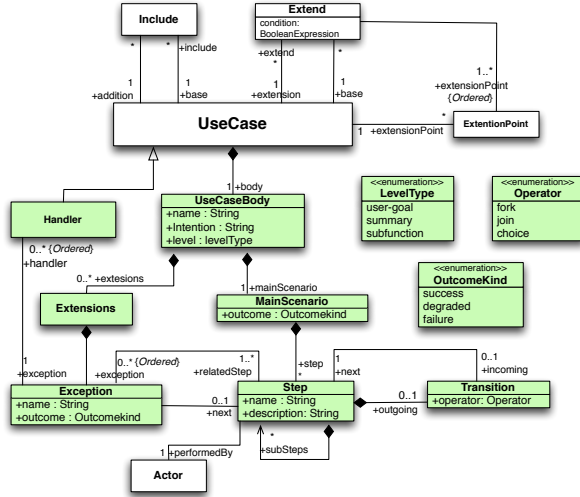 Include
Extend
condition:
BooleanExpression
*
*
+include
*
+extend
*
*
1
+addition
1
+base
1
+extension
1
+base
1..*
+extensionPoint
{Ordered}
UseCase
1
+extensionPoint
*
ExtentionPoint
1
+body
Handler
UseCaseBody
+name : String
+Intention : String
+level : levelType
<<enumeration>>
LevelType
user-goal
summary
subfunction
<<enumeration>>
Operator
fork
join
choice
0..* {Ordered}
+handler
0..*
+extesions
1
+mainScenario
<<enumeration>>
OutcomeKind
success
degraded
failure
Extensions
MainScenario
+outcome : Outcomekind
1
+exception
0..* {Ordered}
+exception
1..*
+relatedStep
+step
*
1
+next
0..1
+incoming
Exception
+name : String
+outcome : Outcomekind
0..1
+next
Step
+name : String
+description: String
0..1
+outgoing
Transition
+operator: Operator
1
+performedBy
*
+subSteps
Actor